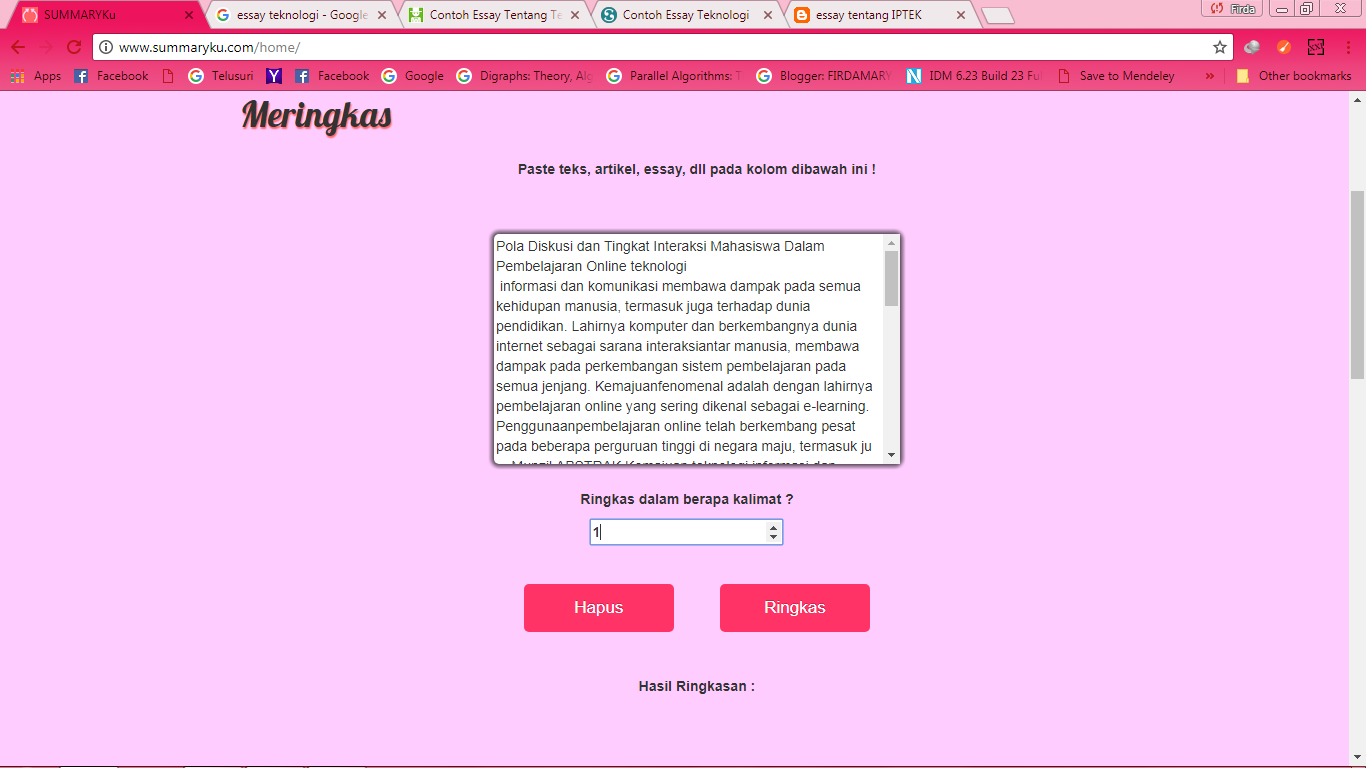 SUMMARYKu
essay teknologi - Google
Contoh Essay Tentang Te
Contoh Essay Teknologi
essay tentang IPTEK
Firda
www.summaryku.com/home/
Apps Facebook Telusuri Facebook Google Digraphs: Theory, Alg Parallel Algorithms: T Blogger: FIRDAMARY IDM 6.23 Build 23 Ful Save to Mendeley » Other bookmarks
Meringkas
Paste teks, artikel, essay, dll pada kolom dibawah ini !
Pola Diskusi dan Tingkat Interaksi Mahasiswa Dalam
Pembelajaran Online teknologi
informasi dan komunikasi membawa dampak pada semua
kehidupan manusia, termasuk juga terhadap dunia
pendidikan. Lahirnya komputer dan berkembangnya dunia
internet sebagai sarana interaksiantar manusia, membawa
dampak pada perkembangan sistem pembelajaran pada
semua jenjang. Kemajuanfenomenal adalah dengan lahirnya
pembelajaran online yang sering dikenal sebagai e-learning.
Penggunaanpembelajaran online telah berkembang pesat
pada beberapa perguruan tinggi di negara maju, termasuk ju
Ringkas dalam berapa kalimat ?
1
Hapus
Ringkas
Hasil Ringkasan :